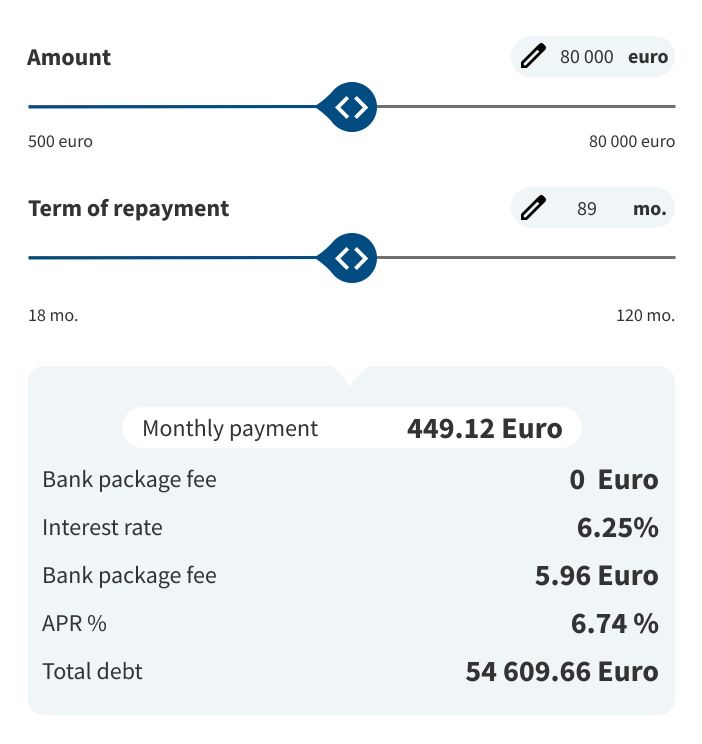 Amount 80 000 euro
500 euro 80 000 euro
Term of repayment 89 mo.
18 mo. 120 mo.
Monthly payment 449.12 Euro
Bank package fee 0 Euro
Interest rate 6.25%
Bank package fee 5.96 Euro
APR % 6.74 %
Total debt 54 609.66 Euro